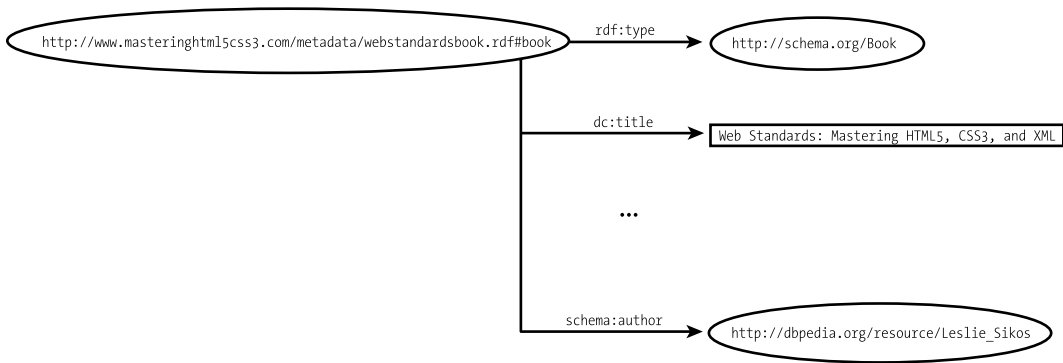 http://www.masteringhtml5css3.com/metadata/webstandardsbook.rdf#book
rdf:type
http://schema.org/Book
dc:title
Web Standards: Mastering HTML5, CSS3, and XML
...
schema:author
http://dbpedia.org/resource/Leslie_Sikos